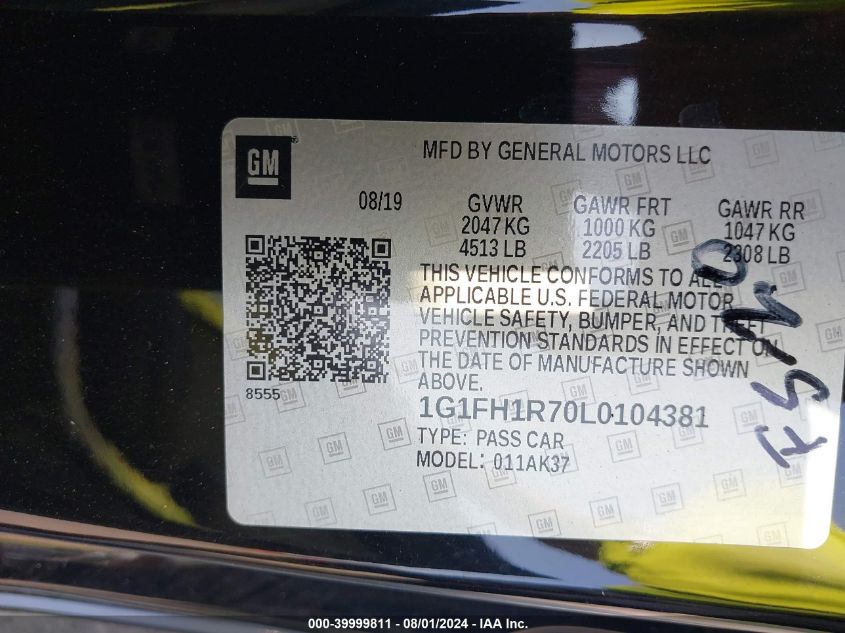 GM
MFD BY GENERAL MOTORS LLC
08/19
GVWR GAWR FRT GAWR RR
2047 KG 1000 KG 1047 KG
4513 LB 2205 LB 2308 LB
THIS VEHICLE CONFORMS TO ALL
APPLICABLE U.S. FEDERAL MOTOR
VEHICLE SAFETY, BUMPER, AND THEFT
PREVENTION STANDARDS IN EFFECT ON
THE DATE OF MANUFACTURE SHOWN
ABOVE.
8555
1G1FH1R70L0104381
TYPE: PASS CAR
MODEL: 011AK37
000-39999811 - 08/01/2024 - IAAI.COM